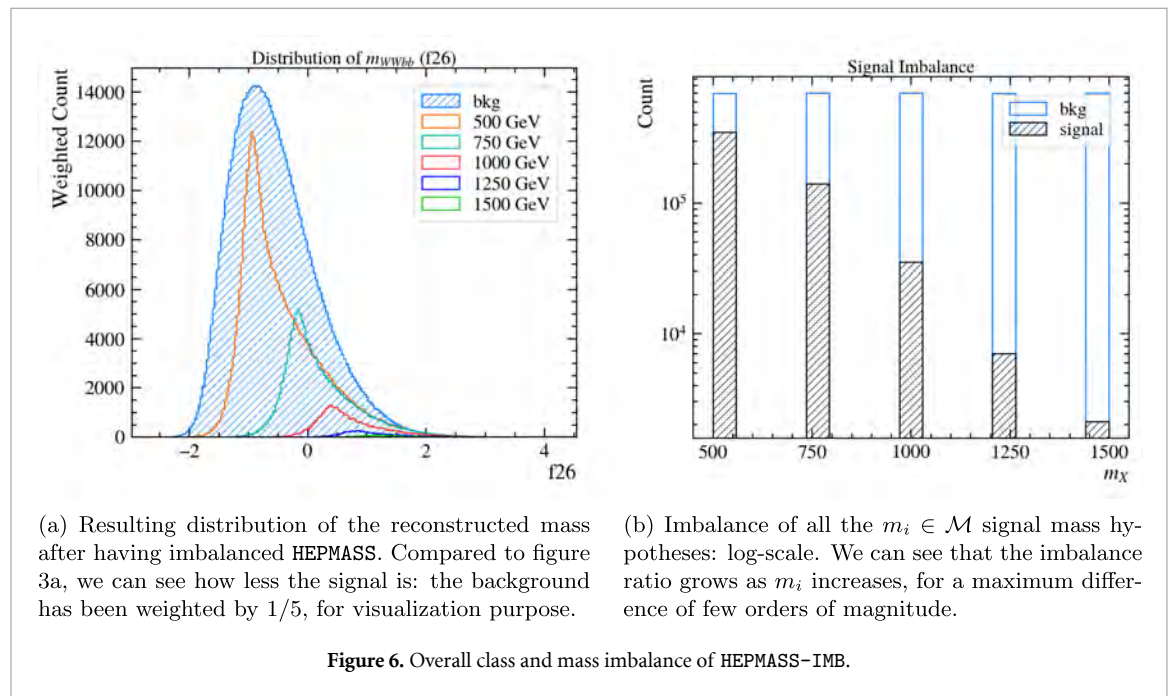 Distribution of m_WWbb (f26)
Weighted Count
14000
12000
10000
8000
6000
4000
2000
0
bkg
500 GeV
750 GeV
1000 GeV
1250 GeV
1500 GeV
−2 0 2 4
f26
Signal Imbalance
Count
10^5
10^4
bkg
signal
500 750 1000 1250 1500
m_X
(a) Resulting distribution of the reconstructed mass
after having imbalanced HEPMASS. Compared to figure
3a, we can see how less the signal is: the background
has been weighted by 1/5, for visualization purpose.
(b) Imbalance of all the m_i ∈ ℳ signal mass hy-
potheses: log-scale. We can see that the imbalance
ratio grows as m_i increases, for a maximum differ-
ence of few orders of magnitude.
Figure 6. Overall class and mass imbalance of HEPMASS-IMB.